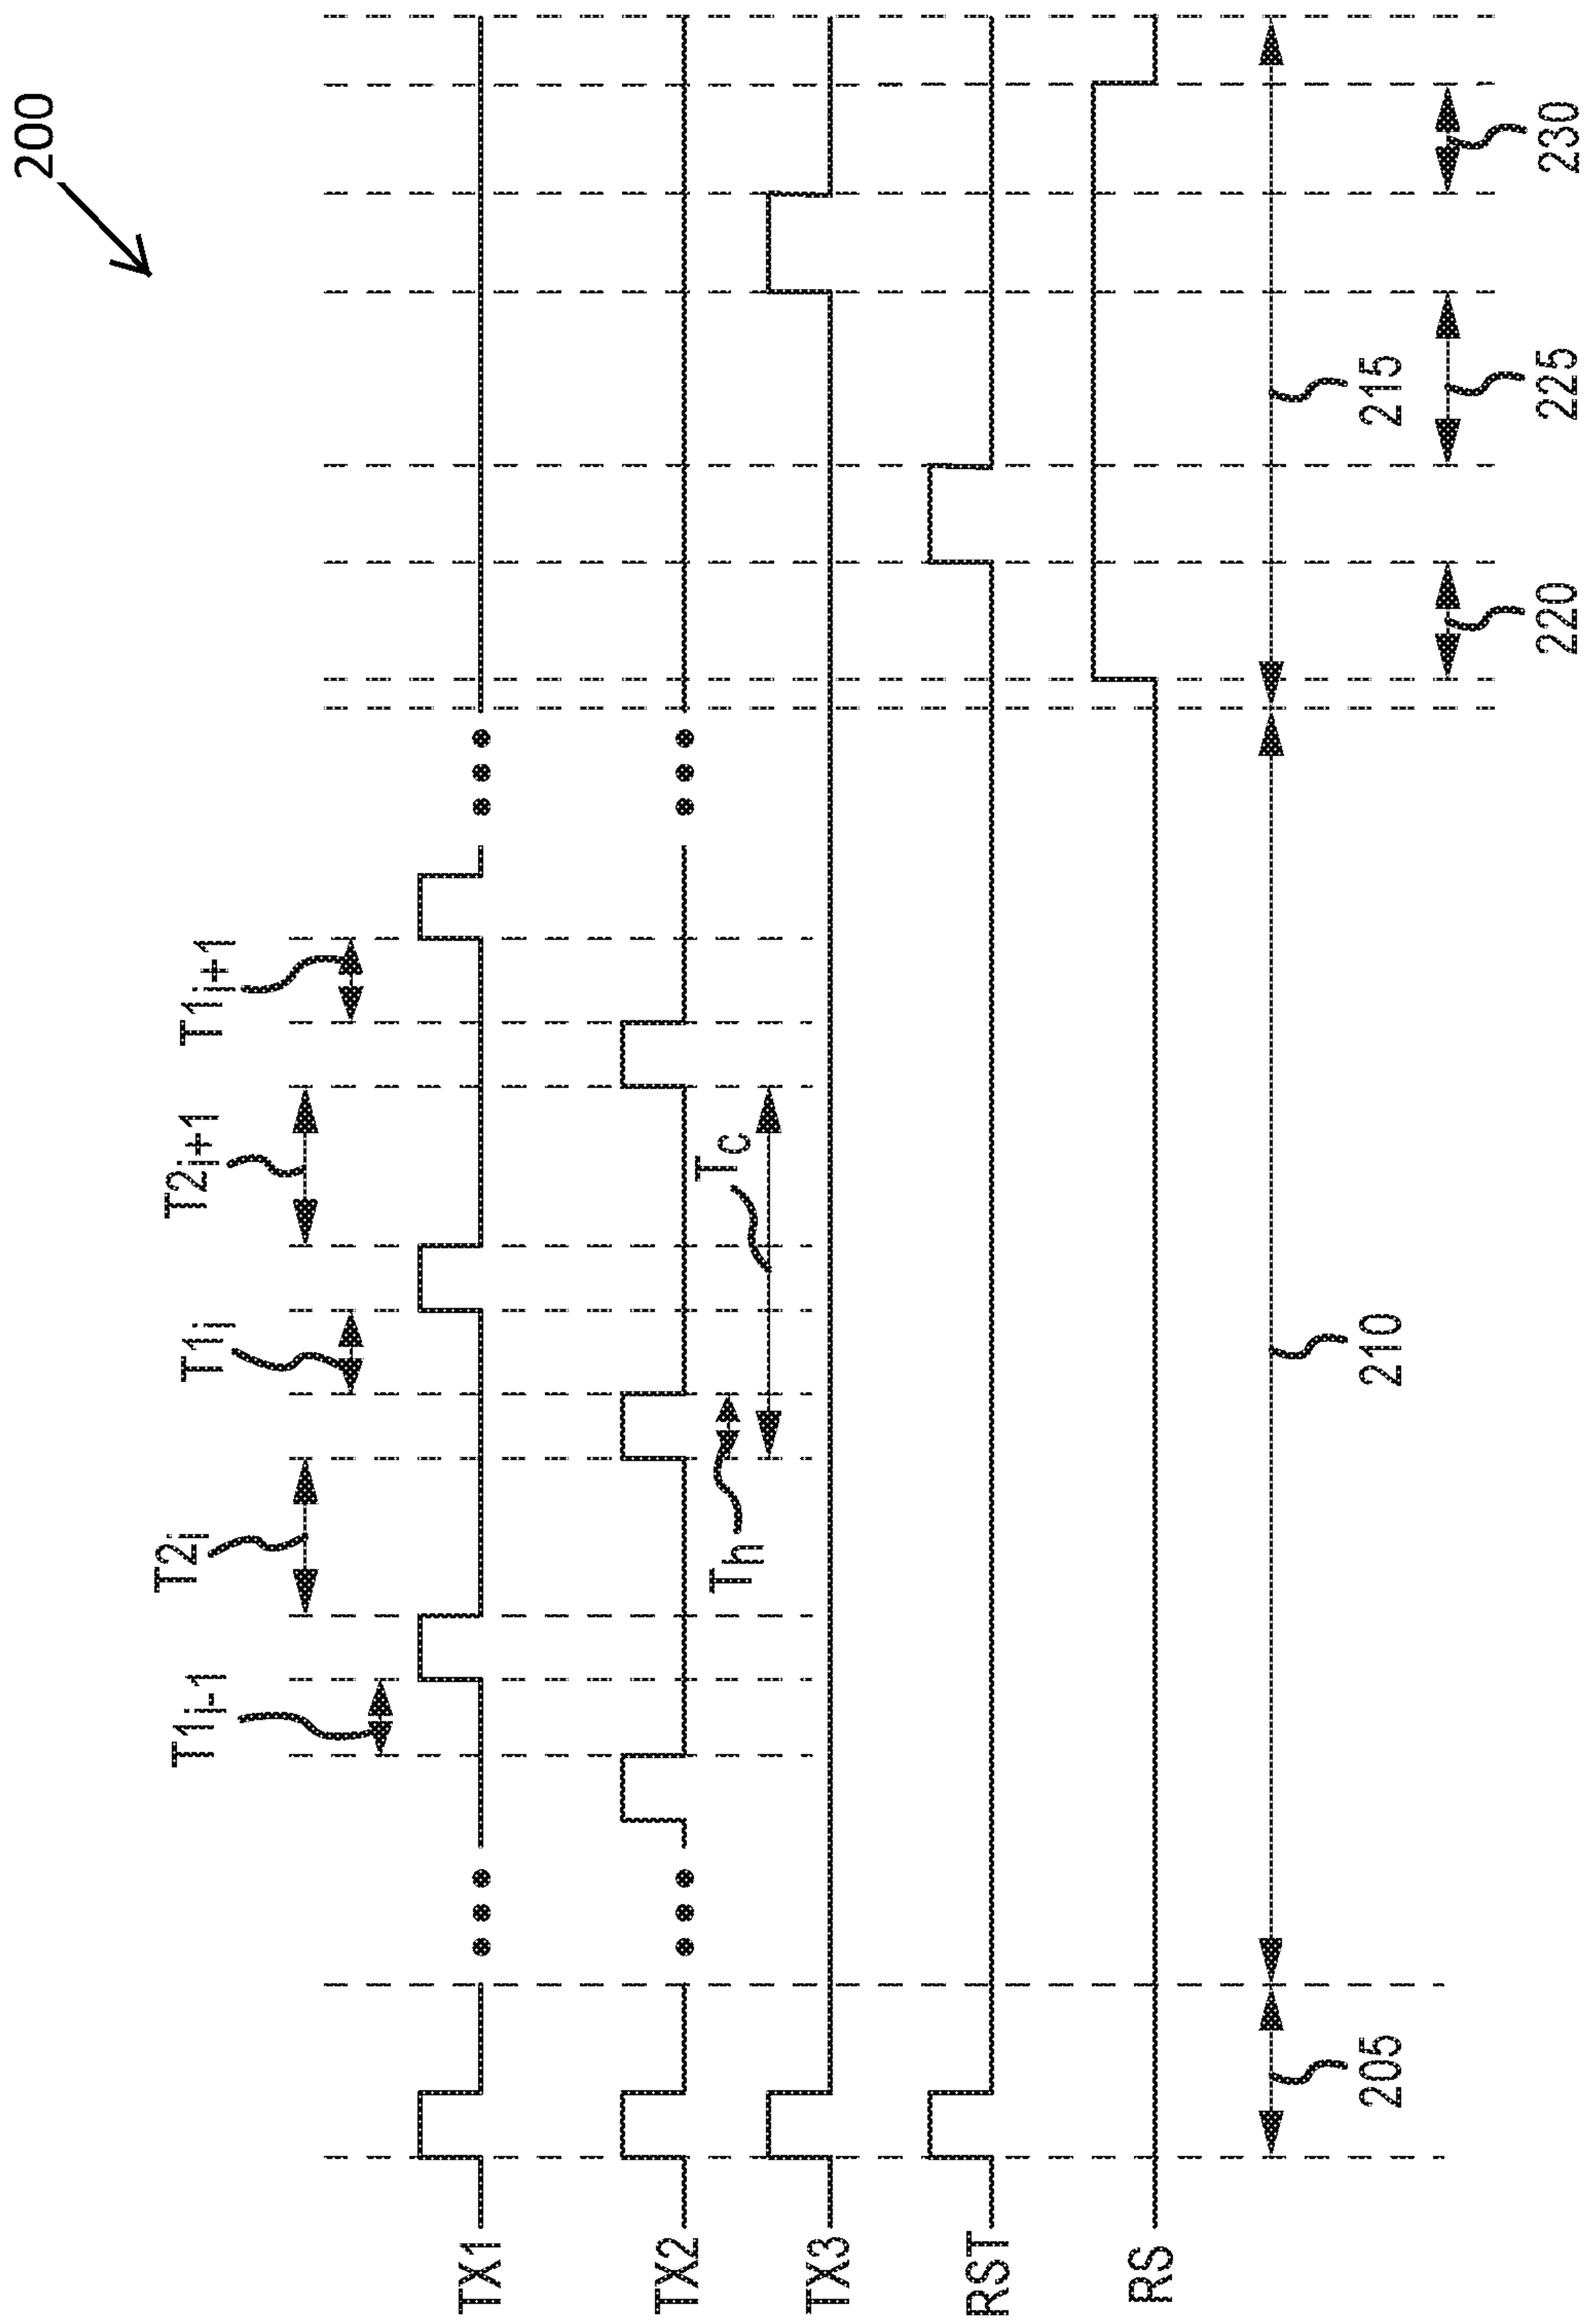 200
T1i-1
T2i
T1i
T2i+1
T1i+1
Th
Tc
TX1
TX2
TX3
RST
RS
205
210
215
220
225
230